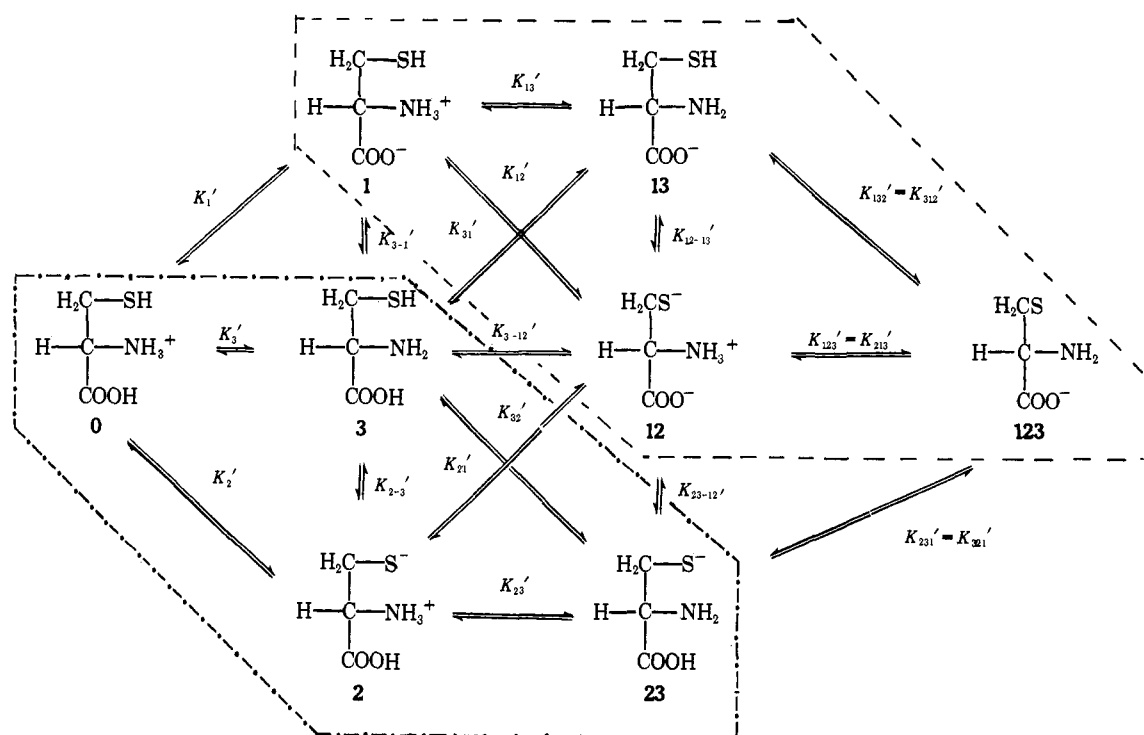 H₂C—SH
H—C—NH₃⁺
COO⁻
1
K₁₃′
H₂C—SH
H—C—NH₂
COO⁻
13
K₁′
K₁₂′
K₃₁′
K₁₃₂′ = K₃₁₂′
K₃₋₁′
K₁₂₋₁₃′
H₂C—SH
H—C—NH₃⁺
COOH
0
K₃′
H₂C—SH
H—C—NH₂
COOH
3
K₃₋₁₂′
H₂CS⁻
H—C—NH₃⁺
COO⁻
12
K₁₂₃′ = K₂₁₃′
H₂CS
H—C—NH₂
COO⁻
123
K₂′
K₃₂′
K₂₁′
K₂₋₃′
K₂₃₋₁₂′
K₂₃₁′ = K₃₂₁′
H₂C—S⁻
H—C—NH₃⁺
COOH
2
K₂₃′
H₂C—S⁻
H—C—NH₂
COOH
23